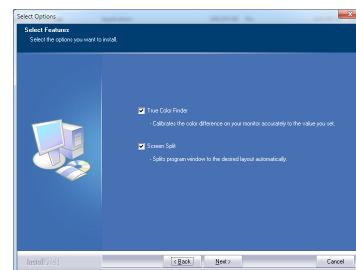 Select Options
Select Features
Select the options you want to install.
True Color Finder
- Calibrates the color difference on your monitor accurately to the value you set.
Screen Split
- Splits program window to the desired layout automatically.
InstallShield
< Back
Next >
Cancel